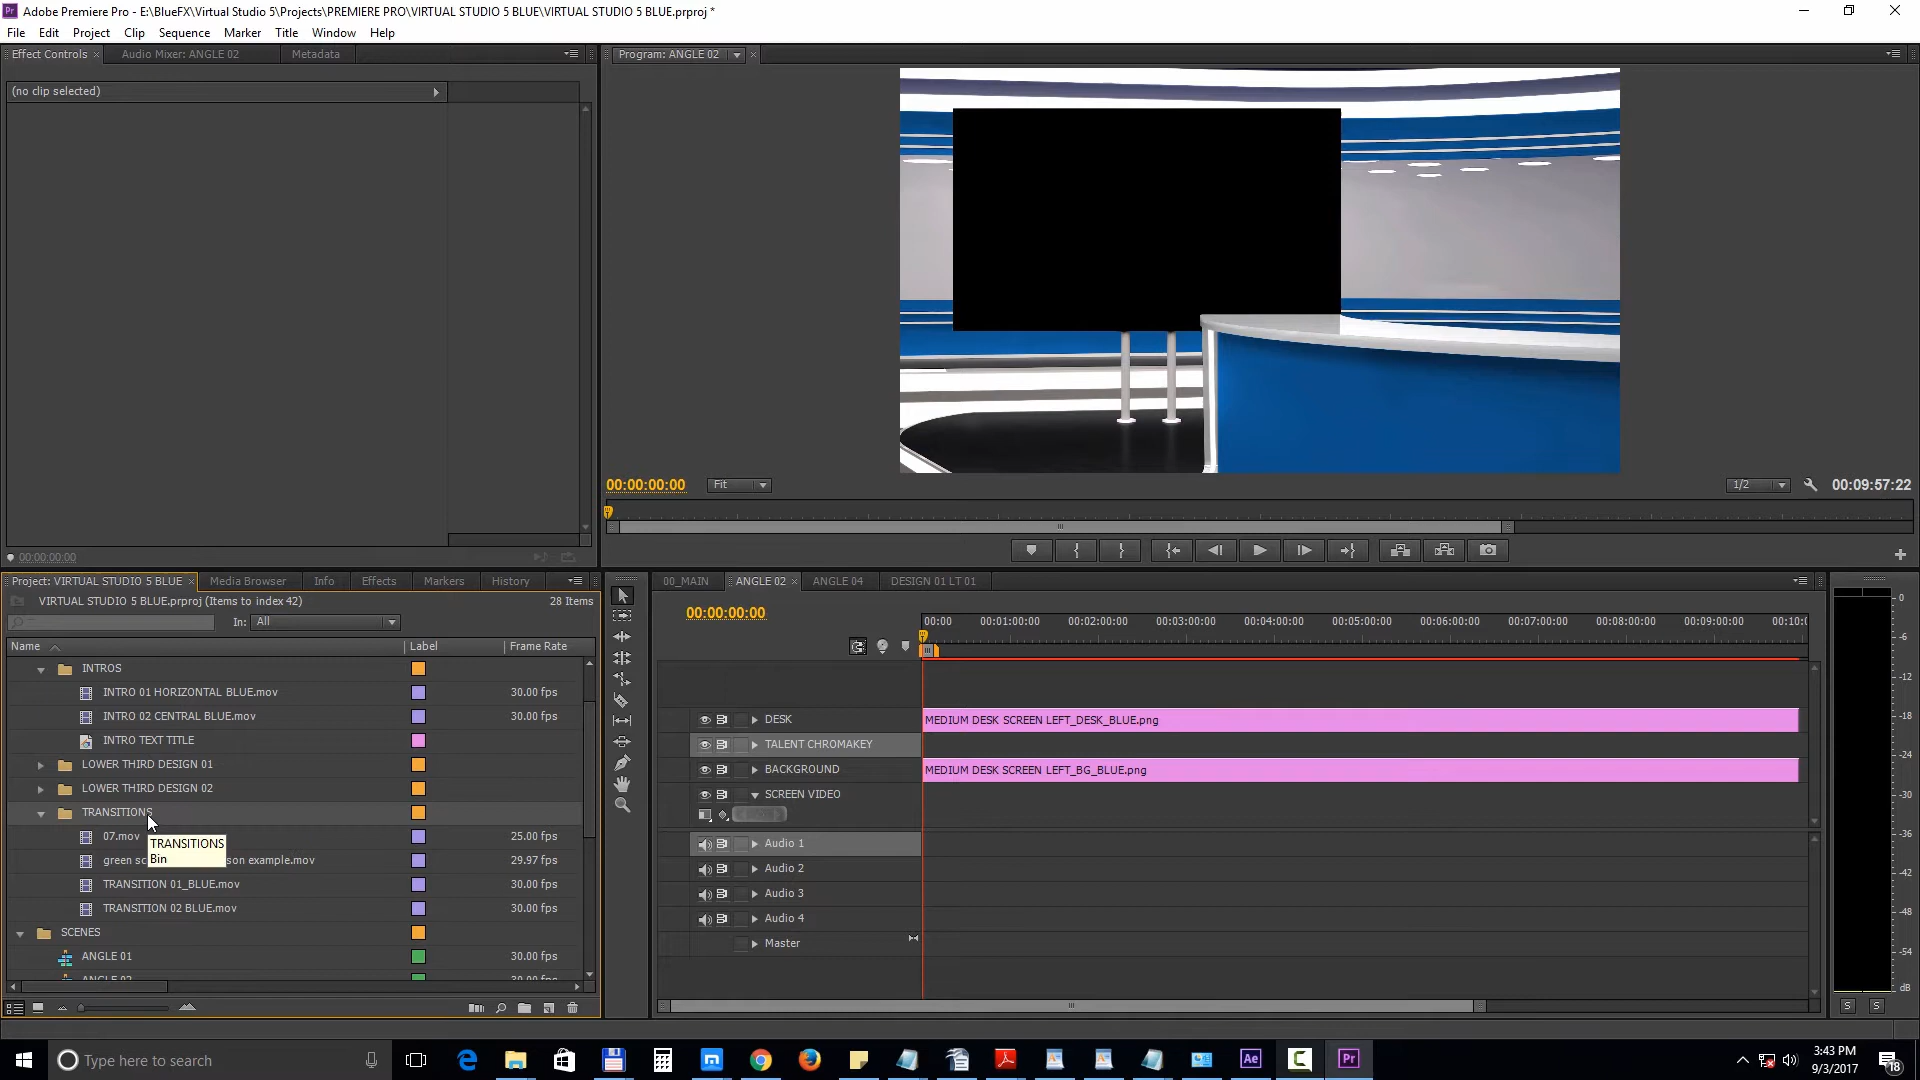 Adobe Premiere Pro - E:\BlueFX\Virtual Studio 5\Projects\PREMIERE PRO\VIRTUAL STUDIO 5 BLUE\VIRTUAL STUDIO 5 BLUE.prproj *
File Edit Project Clip Sequence Marker Title Window Help
Effect Controls Audio Mixer: ANGLE 02 Metadata
Program: ANGLE 02
(no clip selected)
00:00:00:00 Fit 1/2 00:09:57:22
00:00:00:00
Project: VIRTUAL STUDIO 5 BLUE Media Browser Info Effects Markers History
VIRTUAL STUDIO 5 BLUE.prproj (Items to index 42) 28 Items
In: All
Name Label Frame Rate
INTROS
INTRO 01 HORIZONTAL BLUE.mov 30.00 fps
INTRO 02 CENTRAL BLUE.mov 30.00 fps
INTRO TEXT TITLE
LOWER THIRD DESIGN 01
LOWER THIRD DESIGN 02
TRANSITIONS
07.mov 25.00 fps
TRANSITIONS
Bin
green sc son example.mov 29.97 fps
TRANSITION 01_BLUE.mov 30.00 fps
TRANSITION 02 BLUE.mov 30.00 fps
SCENES
ANGLE 01 30.00 fps
ANGLE 02 30.00 fps
00_MAIN ANGLE 02 ANGLE 04 DESIGN 01 LT 01
00:00:00:00
00:00 00:01:00:00 00:02:00:00 00:03:00:00 00:04:00:00 00:05:00:00 00:06:00:00 00:07:00:00 00:08:00:00 00:09:00:00 00:10:0
DESK MEDIUM DESK SCREEN LEFT_DESK_BLUE.png
TALENT CHROMAKEY
BACKGROUND MEDIUM DESK SCREEN LEFT_BG_BLUE.png
SCREEN VIDEO
Audio 1
Audio 2
Audio 3
Audio 4
Master
0
-6
-12
-18
-24
-30
-36
-42
-48
-54
dB
S S
Type here to search
Ae
Pr
3:43 PM
9/3/2017
18